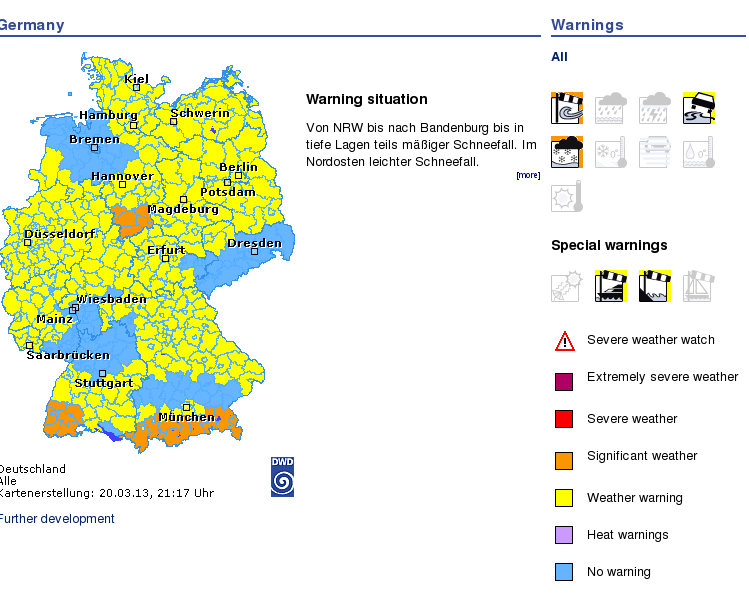 Germany
Warnings
All
Kiel
Hamburg
Schwerin
Bremen
Hannover
Berlin
Potsdam
Magdeburg
Düsseldorf
Erfurt
Dresden
Wiesbaden
Mainz
Saarbrücken
Stuttgart
München
Warning situation
Von NRW bis nach Bandenburg bis in
tiefe Lagen teils mäßiger Schneefall. Im
Nordosten leichter Schneefall.
[more]
Special warnings
Severe weather watch
Extremely severe weather
Severe weather
Significant weather
Weather warning
Heat warnings
No warning
Deutschland
Alle
Kartenerstellung: 20.03.13, 21:17 Uhr
DWD
Further development